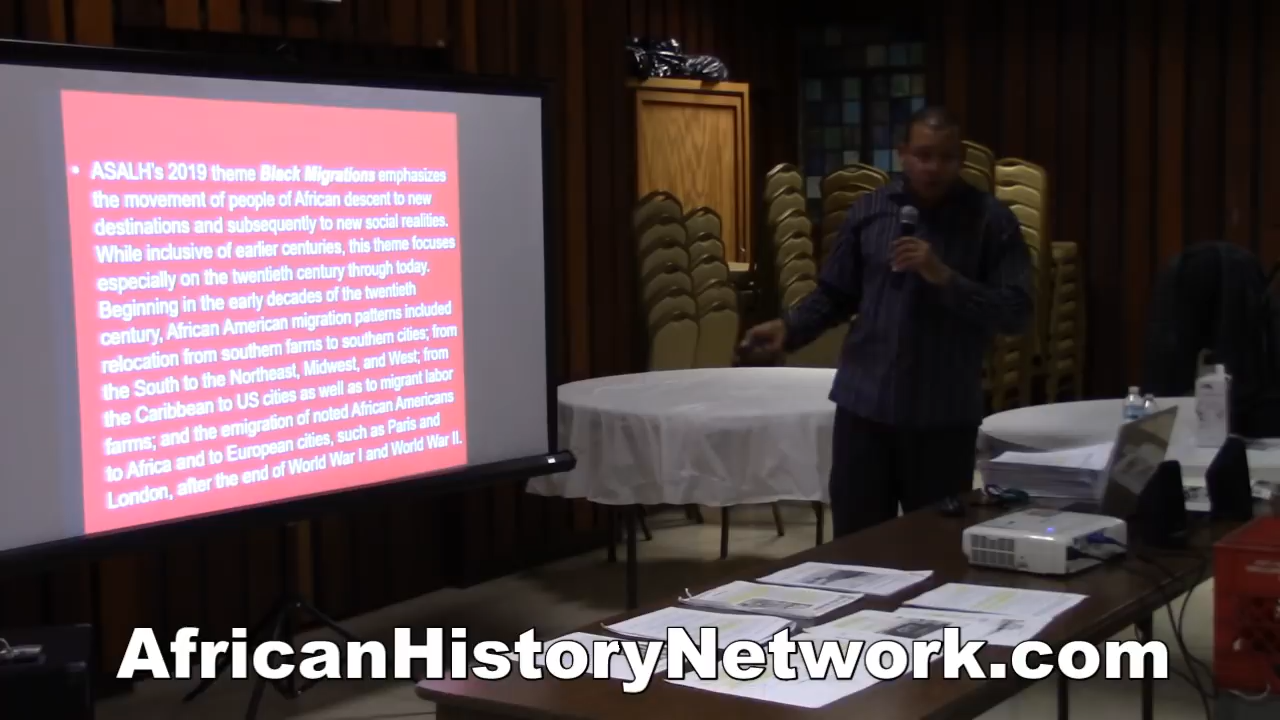 • ASALH's 2019 theme Black Migrations emphasizes
the movement of people of African descent to new
destinations and subsequently to new social realities.
While inclusive of earlier centuries, this theme focuses
especially on the twentieth century through today.
Beginning in the early decades of the twentieth
century, African American migration patterns included
relocation from southern farms to southern cities; from
the South to the Northeast, Midwest, and West; from
the Caribbean to US cities as well as to migrant labor
farms; and the emigration of noted African Americans
to Africa and to European cities, such as Paris and
London, after the end of World War I and World War II.
AfricanHistoryNetwork.com